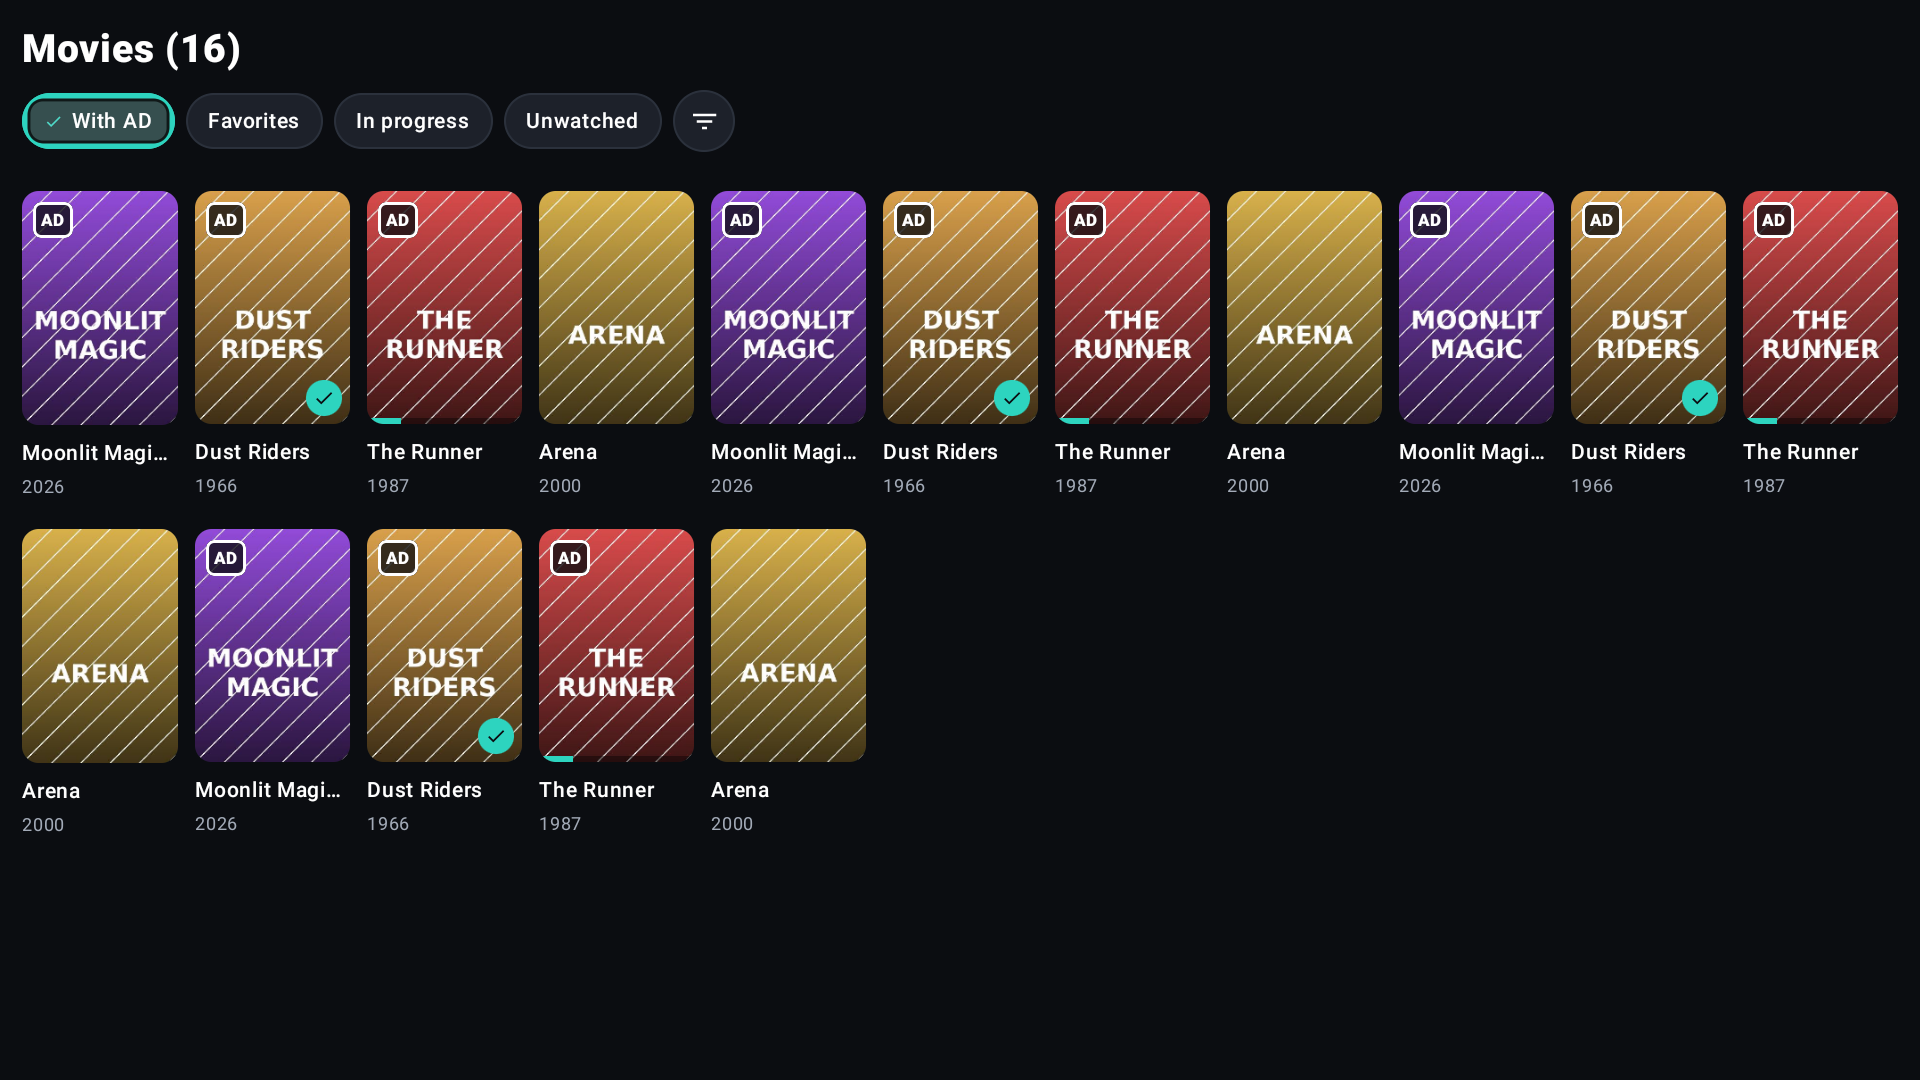 Movies (16)
With AD Favorites In progress Unwatched
AD AD AD AD AD AD AD AD AD
MOONLIT MAGIC
DUST RIDERS
THE RUNNER
ARENA
MOONLIT MAGIC
DUST RIDERS
THE RUNNER
ARENA
MOONLIT MAGIC
DUST RIDERS
THE RUNNER
Moonlit Magi... Dust Riders The Runner Arena Moonlit Magi... Dust Riders The Runner Arena Moonlit Magi... Dust Riders The Runner
2026 1966 1987 2000 2026 1966 1987 2000 2026 1966 1987
AD AD AD
ARENA
MOONLIT MAGIC
DUST RIDERS
THE RUNNER
ARENA
Arena Moonlit Magi... Dust Riders The Runner Arena
2000 2026 1966 1987 2000